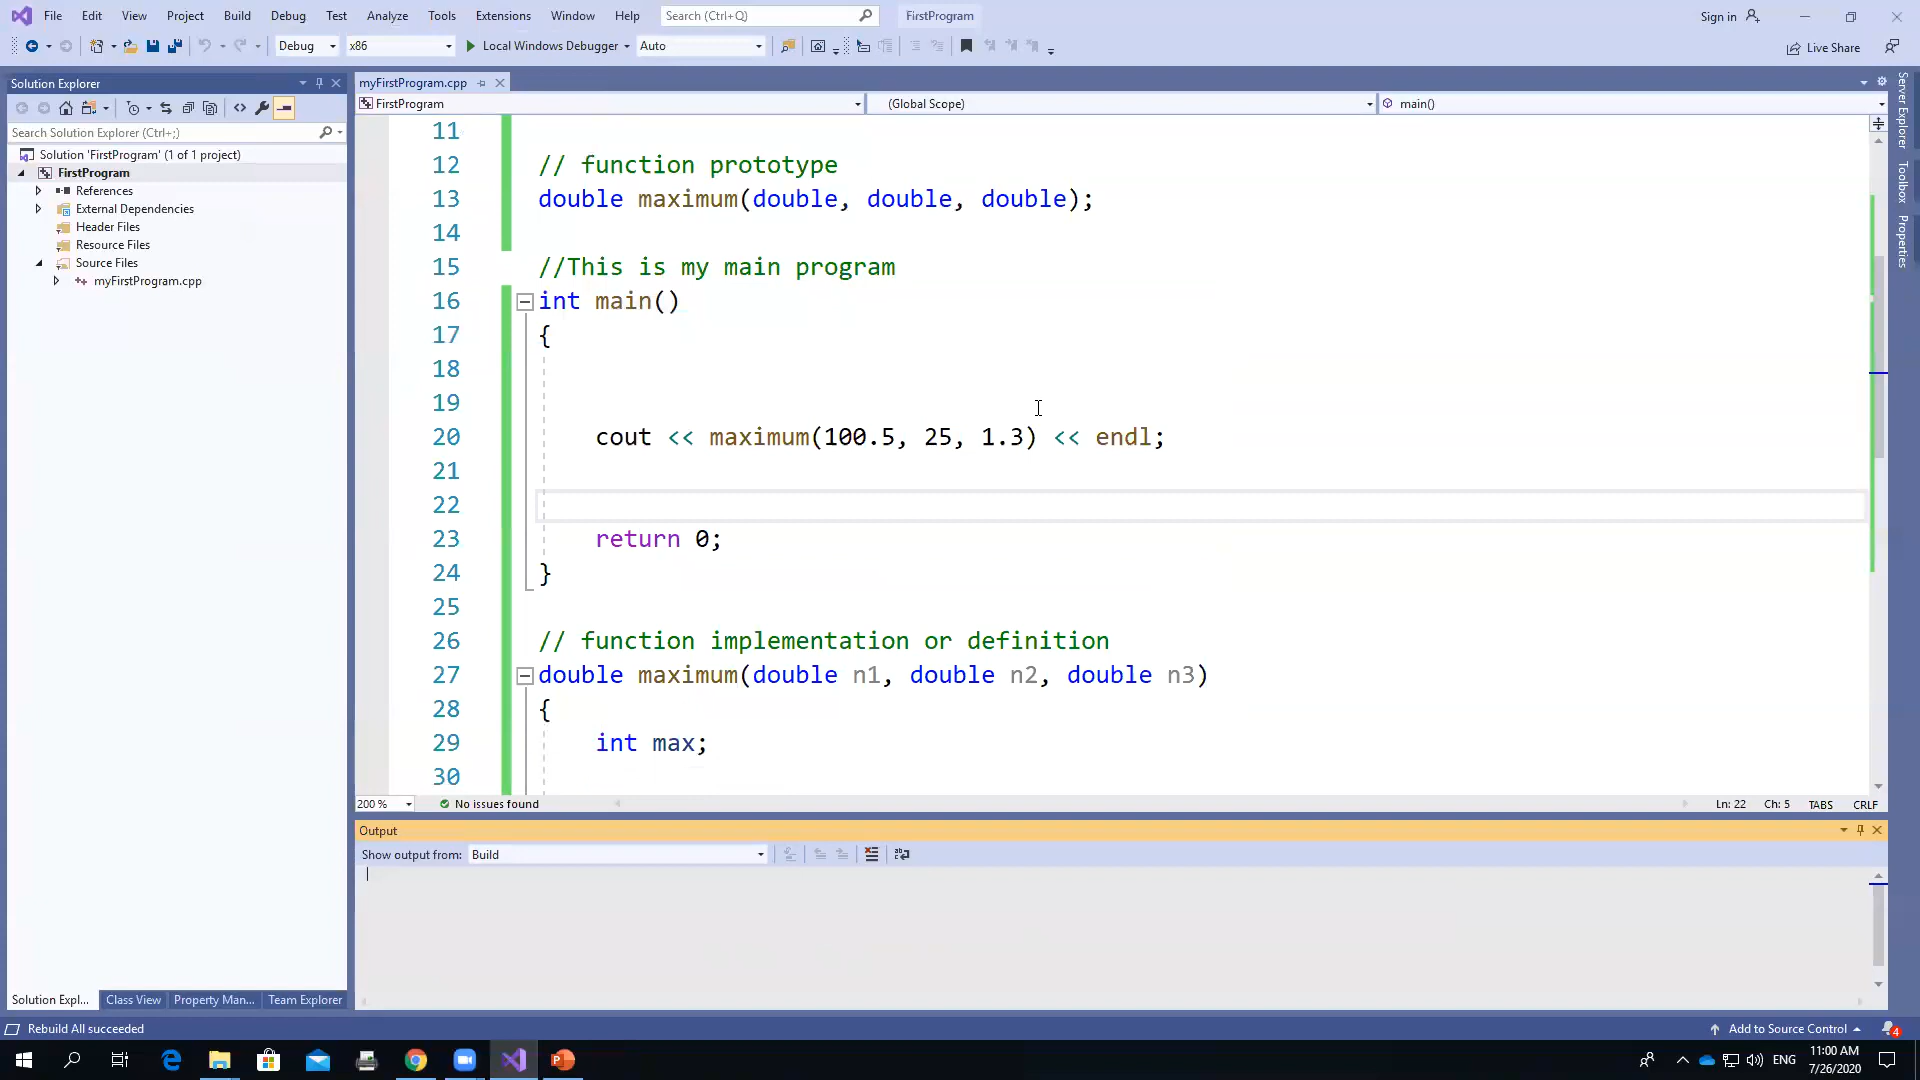 File Edit View Project Build Debug Test Analyze Tools Extensions Window Help Search (Ctrl+Q) FirstProgram Sign in
Debug x86 Local Windows Debugger Auto Live Share
Solution Explorer
Search Solution Explorer (Ctrl+;)
Solution 'FirstProgram' (1 of 1 project)
FirstProgram
References
External Dependencies
Header Files
Resource Files
Source Files
myFirstProgram.cpp
Solution Expl... Class View Property Man... Team Explorer
myFirstProgram.cpp
FirstProgram (Global Scope) main()
11
12 // function prototype
13 double maximum(double, double, double);
14
15 //This is my main program
16 int main()
17 {
18
19
20 cout << maximum(100.5, 25, 1.3) << endl;
21
22
23 return 0;
24 }
25
26 // function implementation or definition
27 double maximum(double n1, double n2, double n3)
28 {
29 int max;
30
200 % No issues found Ln: 22 Ch: 5 TABS CRLF
Output
Show output from: Build
Server Explorer
Toolbox
Properties
Rebuild All succeeded Add to Source Control 4
ENG 11:00 AM
7/26/2020